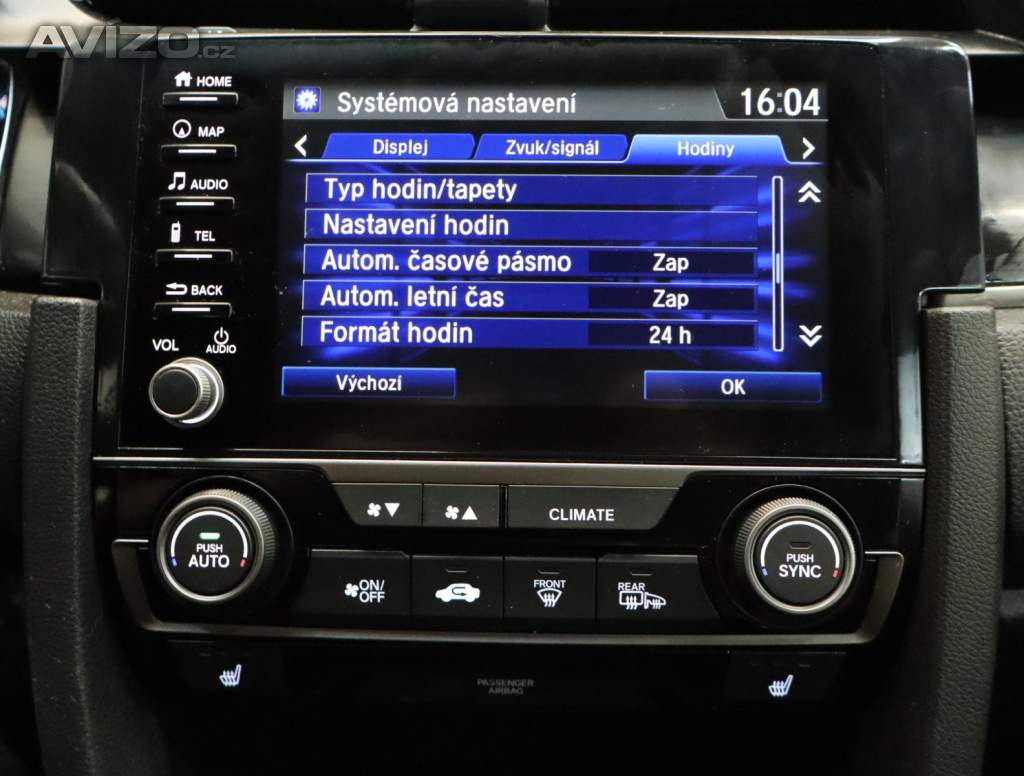 AVÍZO.cz
HOME
MAP
AUDIO
TEL
BACK
VOL
AUDIO
Systémová nastavení 16:04
Displej Zvuk/signál Hodiny
Typ hodin/tapety
Nastavení hodin
Autom. časové pásmo Zap
Autom. letní čas Zap
Formát hodin 24 h
Výchozí OK
CLIMATE
PUSH
AUTO
ON/
OFF
FRONT
REAR
PUSH
SYNC
PASSENGER
AIRBAG